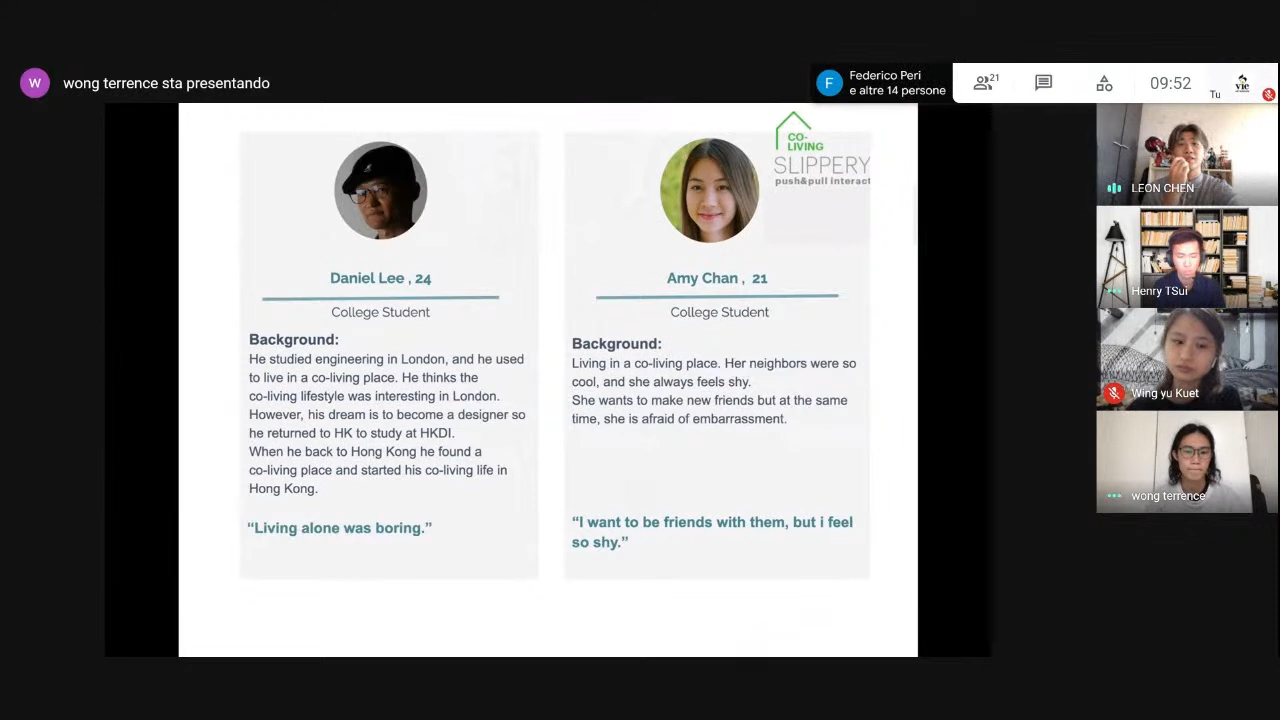 W
wong terrence sta presentando
F
Federico Peri
e altre 14 persone
21
09:52
Tu
vie
CO-
LIVING
SLIPPERY
push&pull interact
Daniel Lee , 24
College Student
Background:
He studied engineering in London, and he used
to live in a co-living place. He thinks the
co-living lifestyle was interesting in London.
However, his dream is to become a designer so
he returned to HK to study at HKDI.
When he back to Hong Kong he found a
co-living place and started his co-living life in
Hong Kong.
“Living alone was boring.”
Amy Chan , 21
College Student
Background:
Living in a co-living place. Her neighbors were so
cool, and she always feels shy.
She wants to make new friends but at the same
time, she is afraid of embarrassment.
“I want to be friends with them, but i feel
so shy.”
LEON CHEN
Henry TSui
Wing yu Kuet
wong terrence